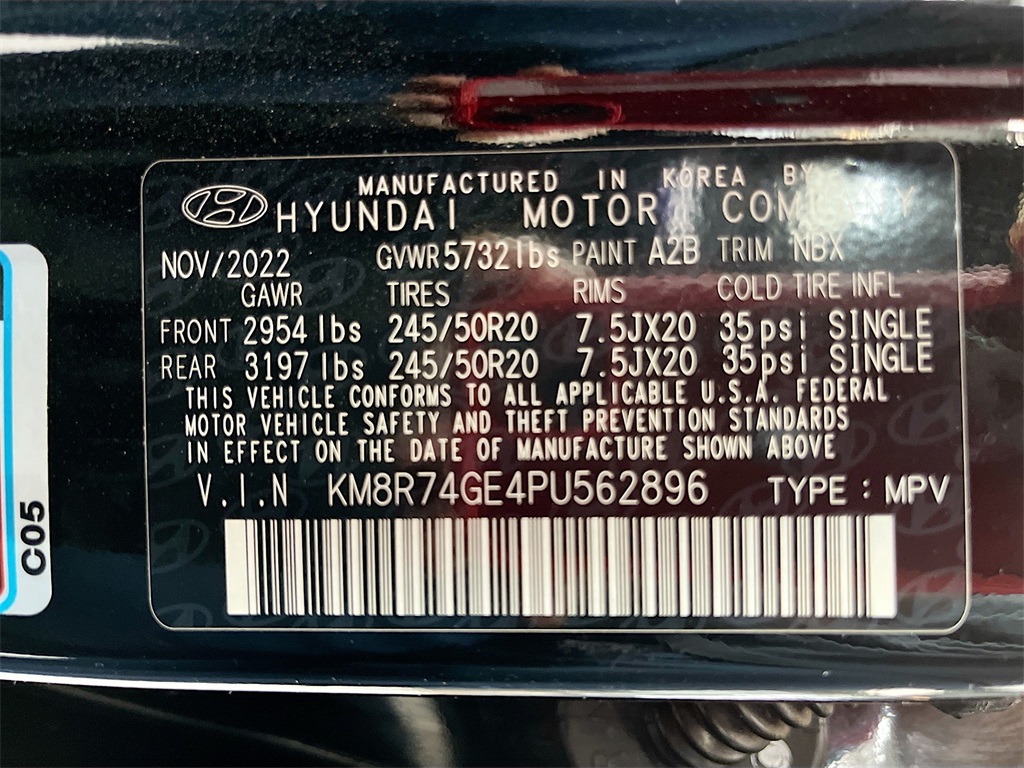 MANUFACTURED IN KOREA BY
HYUNDAI MOTOR COMPANY
NOV/2022 GVWR 5732 lbs PAINT A2B TRIM NBX
GAWR TIRES RIMS COLD TIRE INFL
FRONT 2954 lbs 245/50R20 7.5JX20 35psi SINGLE
REAR 3197 lbs 245/50R20 7.5JX20 35psi SINGLE
THIS VEHICLE CONFORMS TO ALL APPLICABLE U.S.A. FEDERAL
MOTOR VEHICLE SAFETY AND THEFT PREVENTION STANDARDS
IN EFFECT ON THE DATE OF MANUFACTURE SHOWN ABOVE
V.I.N KM8R74GE4PU562896 TYPE : MPV
C05